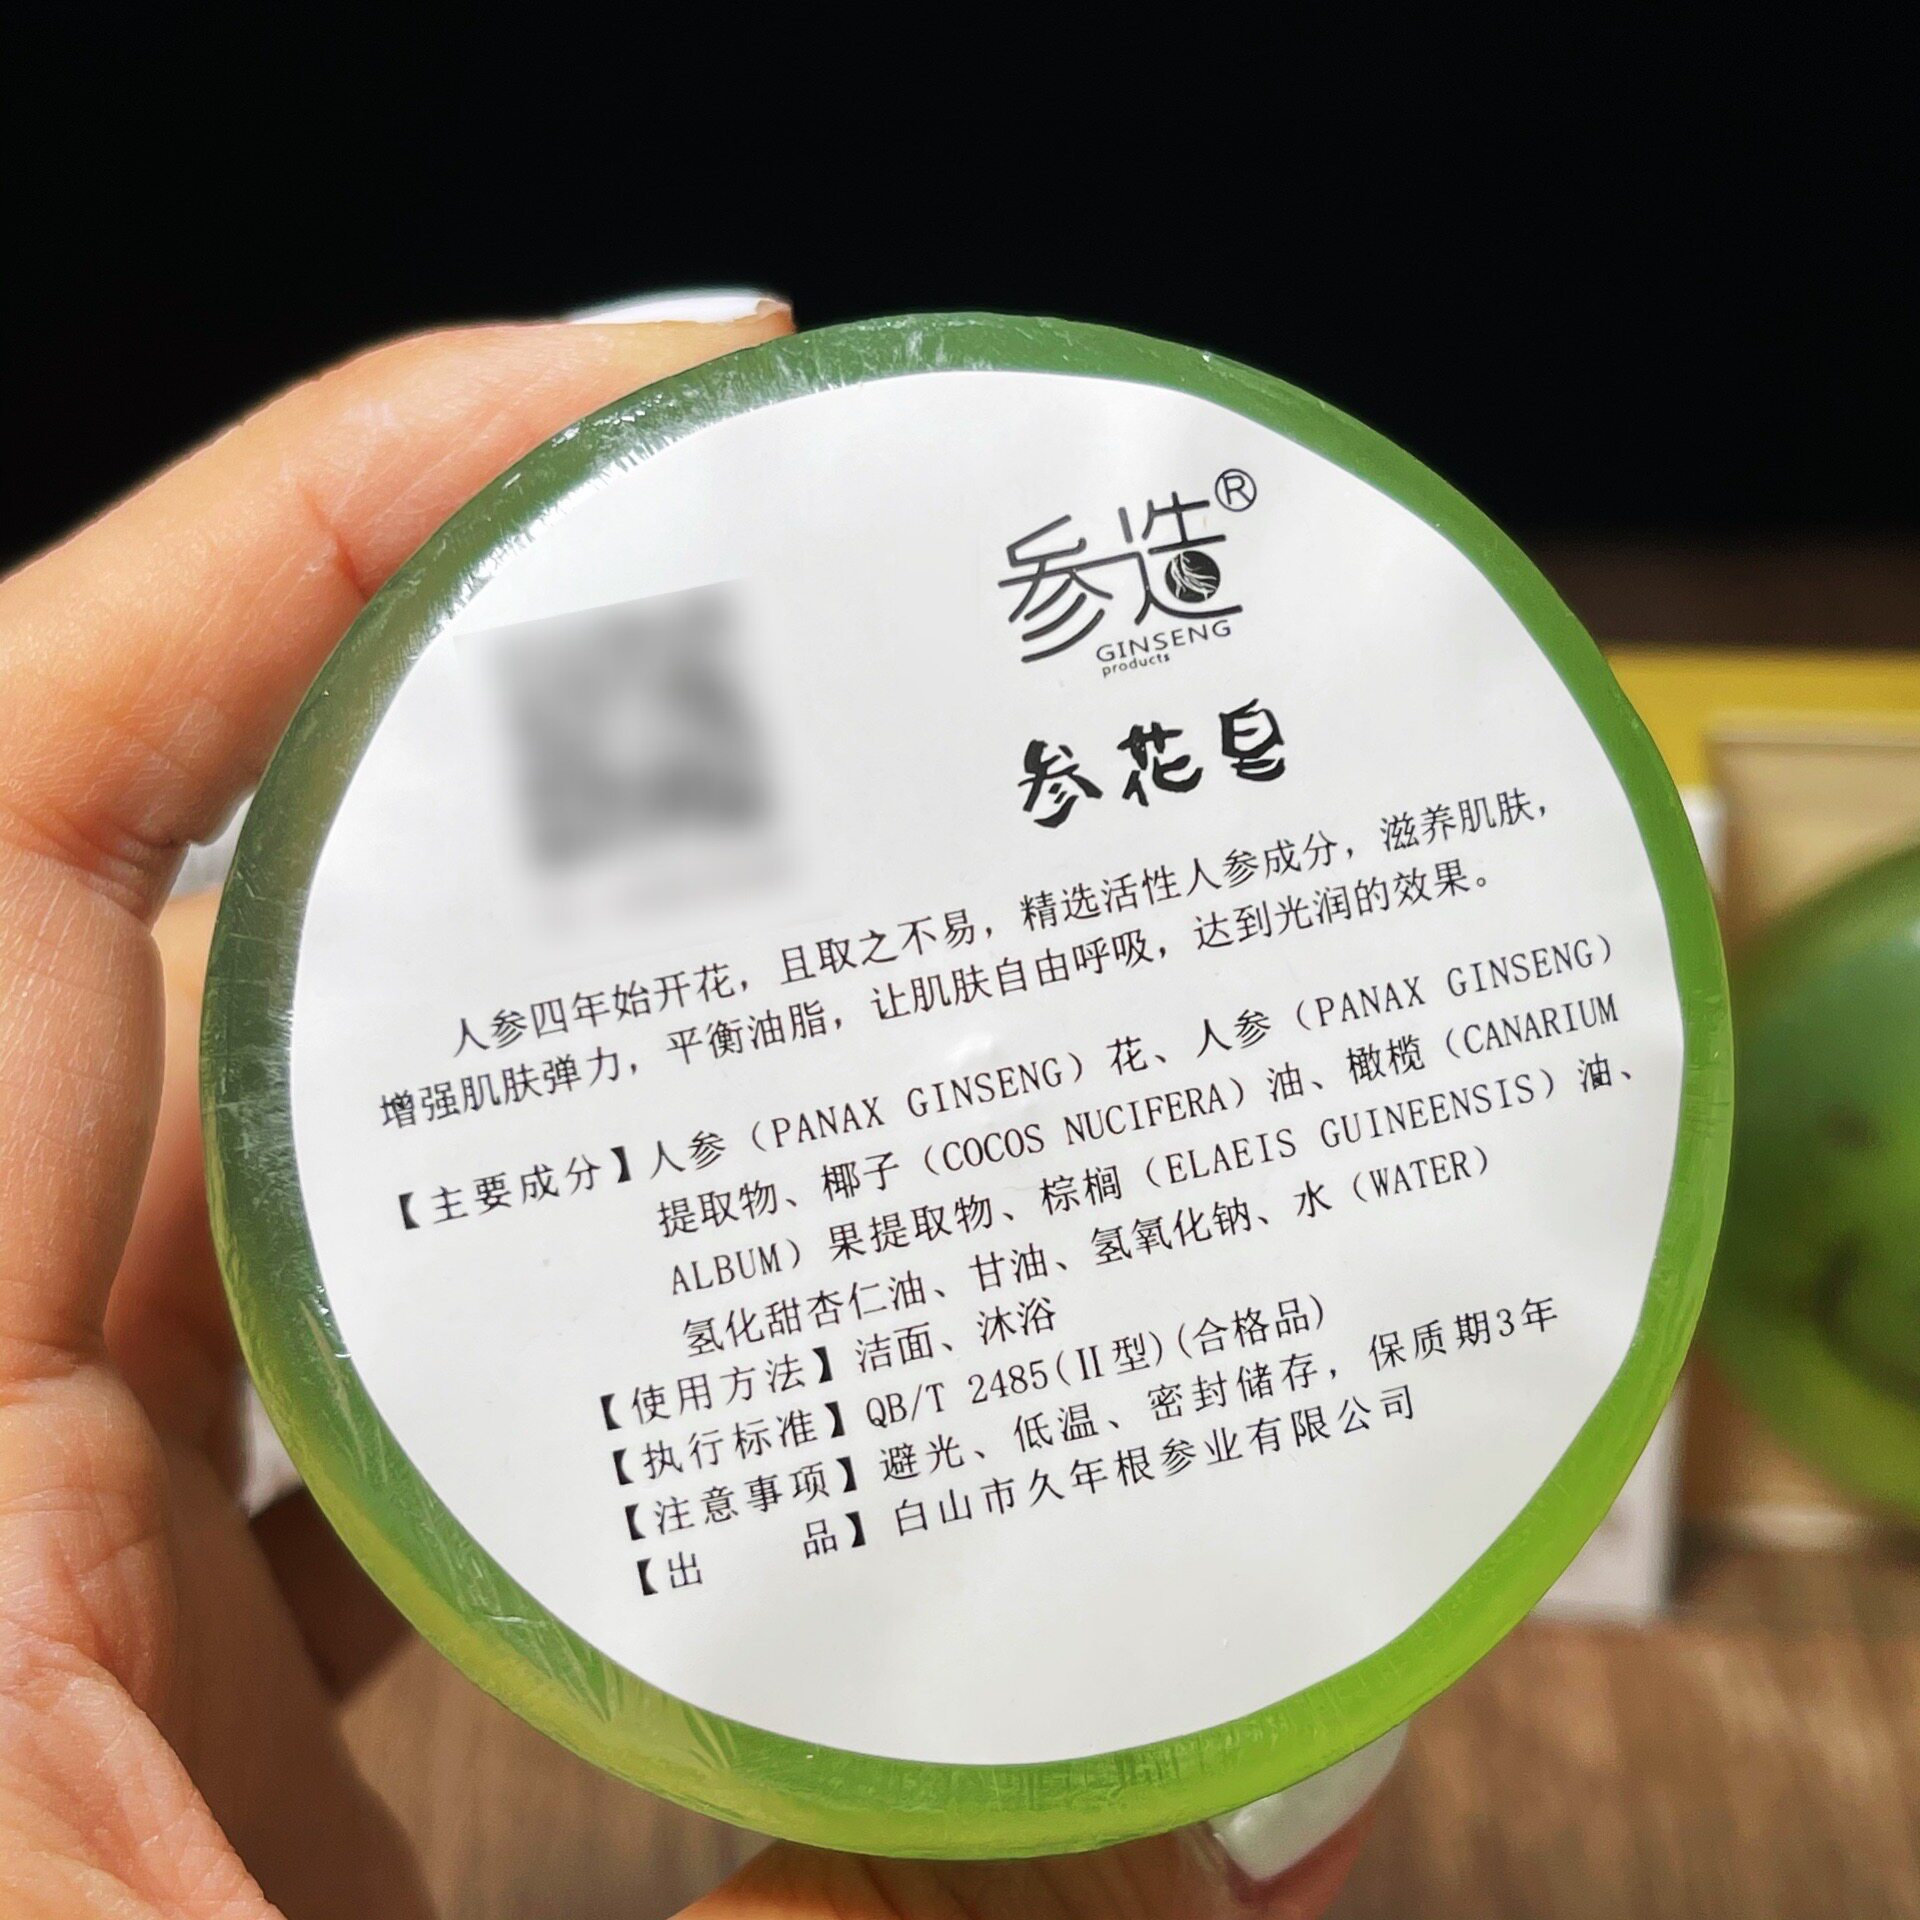 参造®
GINSENG
products
参花皂
人参四年始开花，且取之不易，精选活性人参成分，滋养肌肤，
增强肌肤弹力，平衡油脂，让肌肤自由呼吸，达到光润的效果。
【主要成分】人参（PANAX GINSENG）花、人参（PANAX GINSENG）
提取物、椰子（COCOS NUCIFERA）油、橄榄（CANARIUM
ALBUM）果提取物、棕榈（ELAEIS GUINEENSIS）油、
氢化甜杏仁油、甘油、氢氧化钠、水（WATER）
【使用方法】洁面、沐浴
【执行标准】QB/T 2485(II型)(合格品)
【注意事项】避光、低温、密封储存，保质期3年
【出 品】白山市久年根参业有限公司